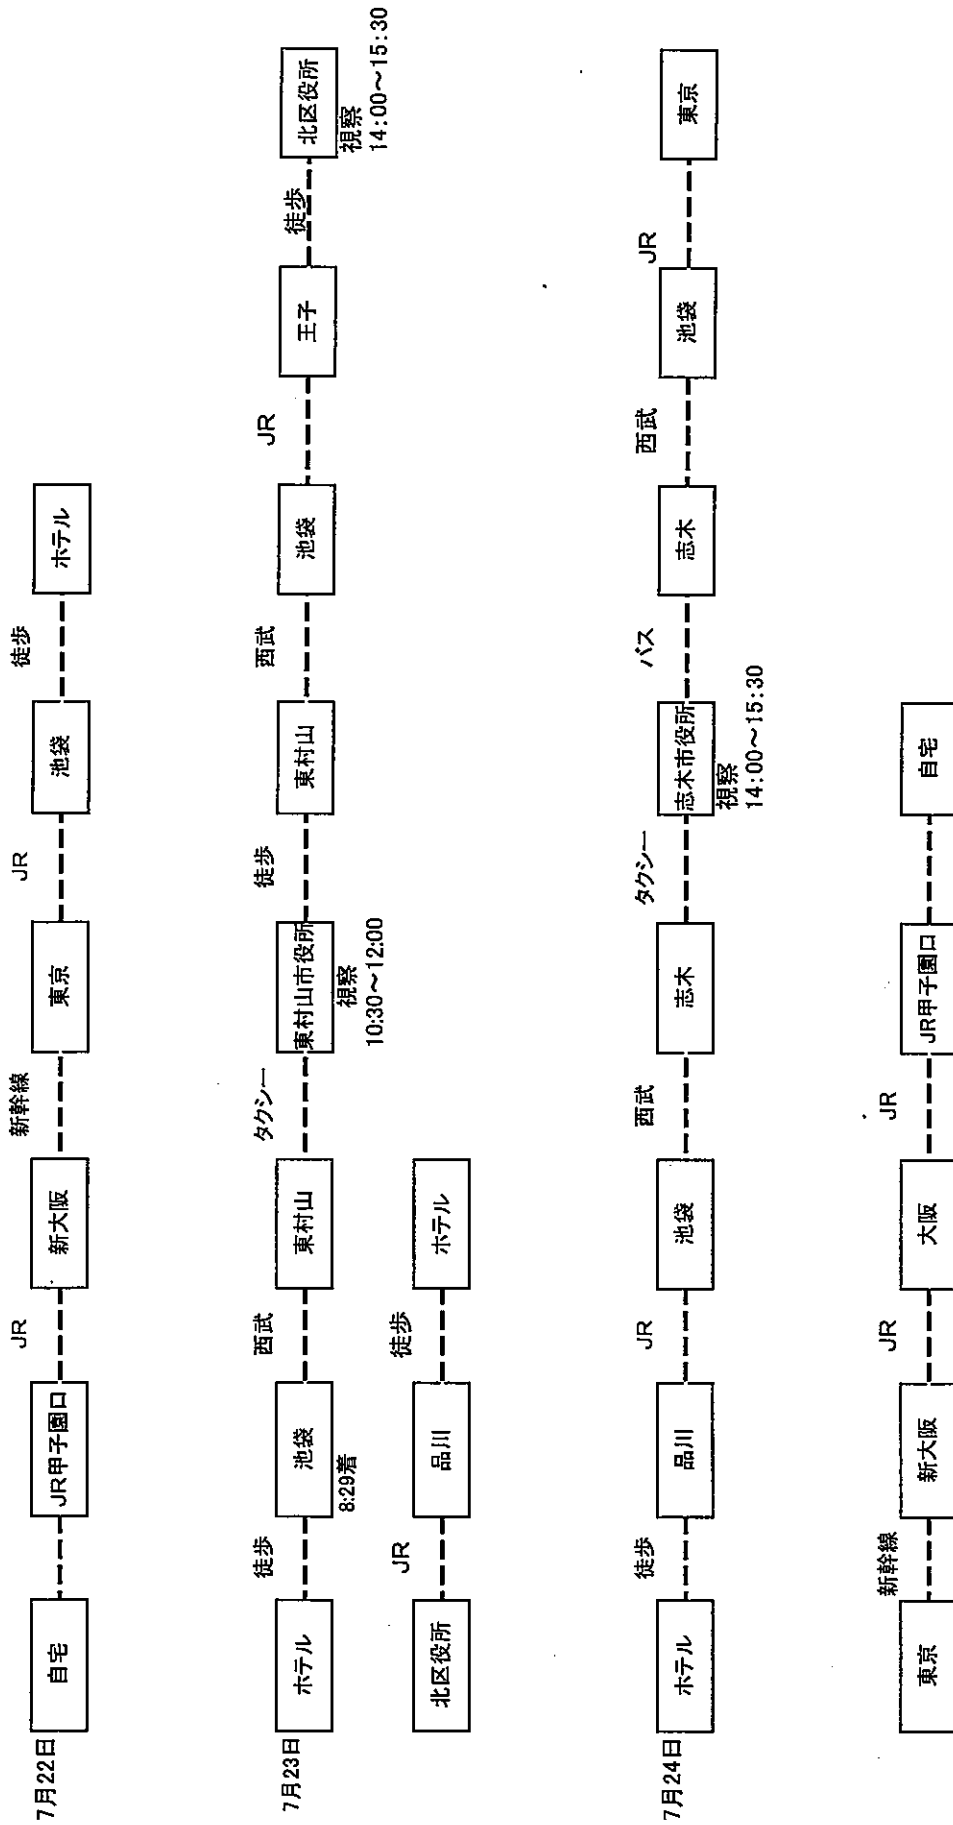 7月22日
自宅
JR甲子園口
JR
新大阪
新幹線
東京
JR
池袋
徒歩
ホテル
7月23日
ホテル
徒歩
池袋
8:29着
西武
東村山
タクシー
東村山市役所
視察
10:30～12:00
徒歩
東村山
西武
池袋
JR
王子
徒歩
北区役所
視察
14:00～15:30
北区役所
JR
品川
徒歩
ホテル
7月24日
ホテル
徒歩
品川
JR
池袋
西武
志木
タクシー
志木市役所
視察
14:00～15:30
バス
志木
西武
池袋
JR
東京
東京
新幹線
新大阪
JR
大阪
JR
JR甲子園口
自宅